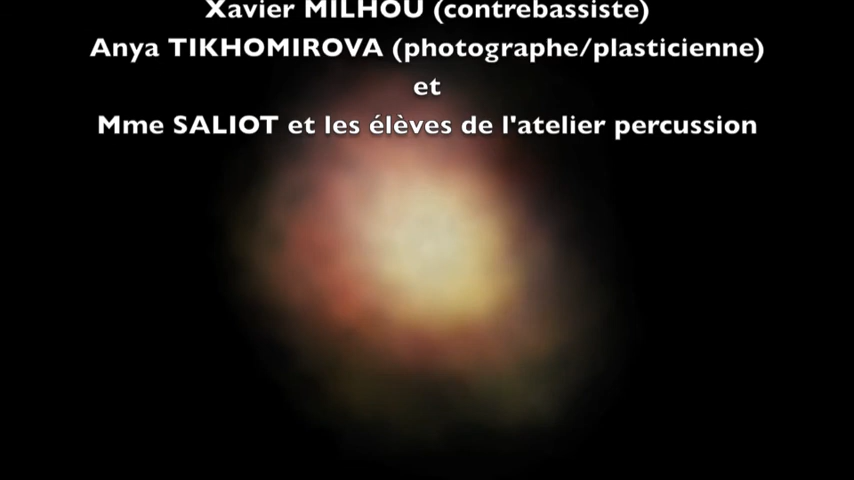 Xavier MILHOU (contrebassiste)
Anya TIKHOMIROVA (photographe/plasticienne)
et
Mme SALIOT et les élèves de l'atelier percussion